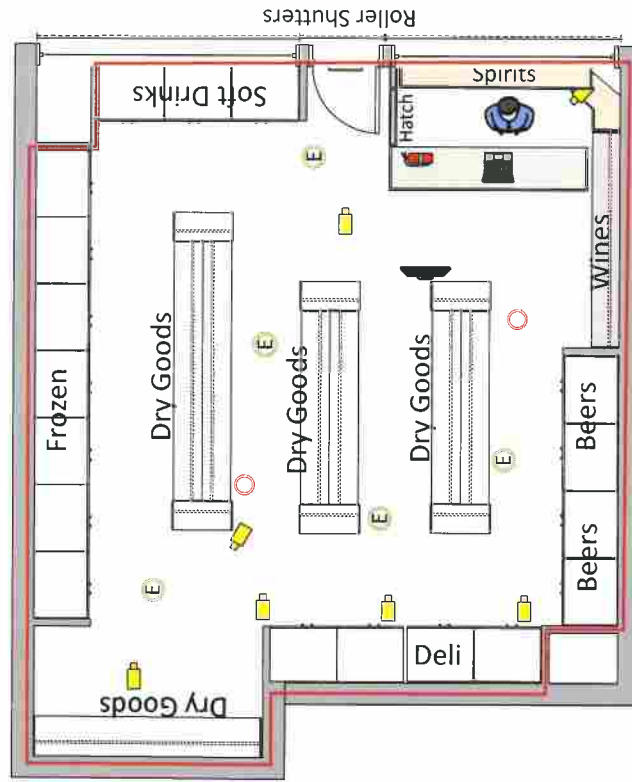 Roller Shutters
Soft Drinks
Spirits
Hatch
E
Frozen
Dry Goods
Wines
E
Dry Goods
Dry Goods
E
E
Beers
Beers
E
Deli
Dry Goods